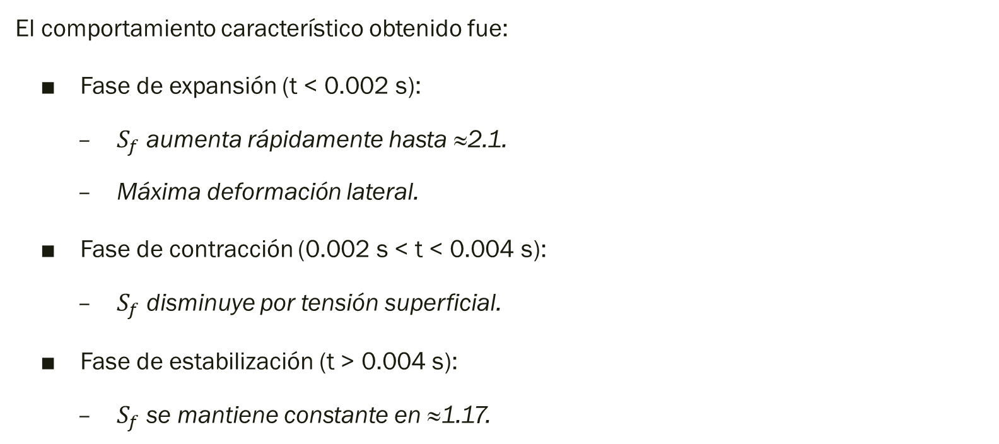 El comportamiento característico obtenido fue:
■ Fase de expansión (t < 0.002 s):
– S_f aumenta rápidamente hasta ≈2.1.
– Máxima deformación lateral.
■ Fase de contracción (0.002 s < t < 0.004 s):
– S_f disminuye por tensión superficial.
■ Fase de estabilización (t > 0.004 s):
– S_f se mantiene constante en ≈1.17.